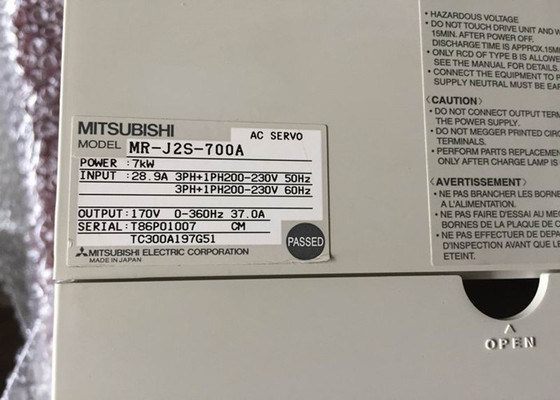 MITSUBISHI AC SERVO
MODEL MR-J2S-700A
POWER :7kW
INPUT :28.9A 3PH+1PH200-230V 50Hz
3PH+1PH200-230V 60Hz
OUTPUT:170V 0-360Hz 37.0A
SERIAL:T86P01007 CM
TC300A197G51
PASSED
MITSUBISHI ELECTRIC CORPORATION
MADE IN JAPAN
• HAZARDOUS VOLTAGE
• DO NOT TOUCH DRIVE UNIT AND
15MIN. AFTER POWER OFF.
DISCHARGE TIME IS APPROX.15M
• ONLY RCD OF TYPE B IS ALLOWE
SEE THE MANUAL FOR DETAILS.
• CONNECT THE EQUIPMENT TO P
SUPPLY NEUTRAL MUST BE EAR
〈CAUTION〉
• DO NOT CONNECT OUTPUT TERM
THE POWER SUPPLY.
• DO NOT MEGGER PRINTED CIRC
TERMINALS.
• PERFORM PARTS REPLACEMEN
ONLY AFTER CHARGE LAMP IS
〈AVERTISSEMENT〉
• NE PAS BRANCHER LES BORNE
A L'ALIMENTATION.
• NE PAS FAIRE D'ESSAI AU MEG
BORNES DE LA PLAQUE DE C
• NE PAS EFFECTUER DE DEPA
D'INSPECTION AVANT QUE LE
ETEINT.
OPEN